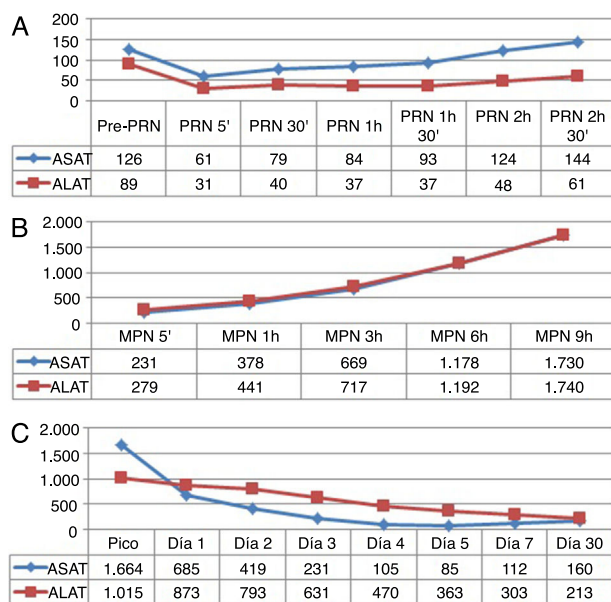 A
200
150
100
50
0
Pre-PRN PRN 5' PRN 30' PRN 1h PRN 1h 30' PRN 2h PRN 2h 30'
ASAT 126 61 79 84 93 124 144
ALAT 89 31 40 37 37 48 61
B
2.000
1.500
1.000
500
0
MPN 5' MPN 1h MPN 3h MPN 6h MPN 9h
ASAT 231 378 669 1.178 1.730
ALAT 279 441 717 1.192 1.740
C
2.000
1.500
1.000
500
0
Pico Día 1 Día 2 Día 3 Día 4 Día 5 Día 7 Día 30
ASAT 1.664 685 419 231 105 85 112 160
ALAT 1.015 873 793 631 470 363 303 213